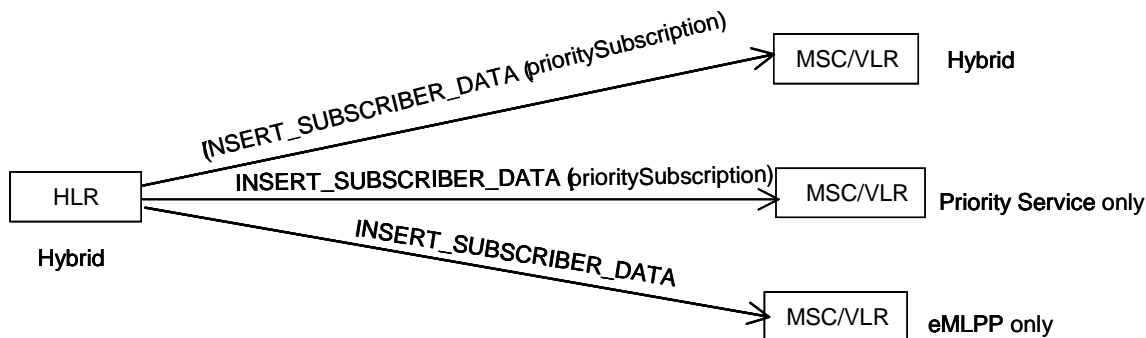 (INSERT_SUBSCRIBER_DATA (prioritySubscription)
MSC/VLR
Hybrid
INSERT_SUBSCRIBER_DATA (prioritySubscription)
HLR
MSC/VLR
Priority Service only
Hybrid
INSERT_SUBSCRIBER_DATA
MSC/VLR
eMLPP only